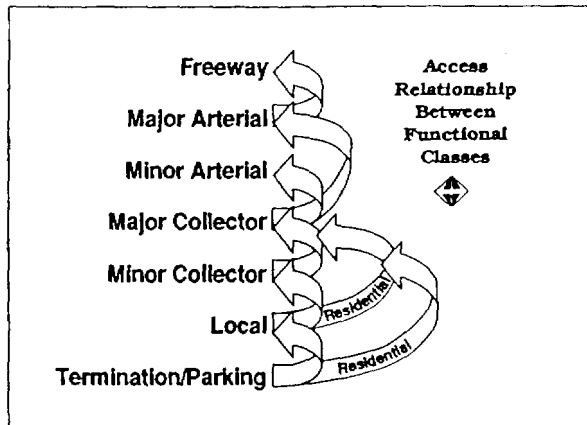 Freeway
Major Arterial
Minor Arterial
Major Collector
Minor Collector
Local
Termination/Parking
Access
Relationship
Between
Functional
Classes
Residential
Residential